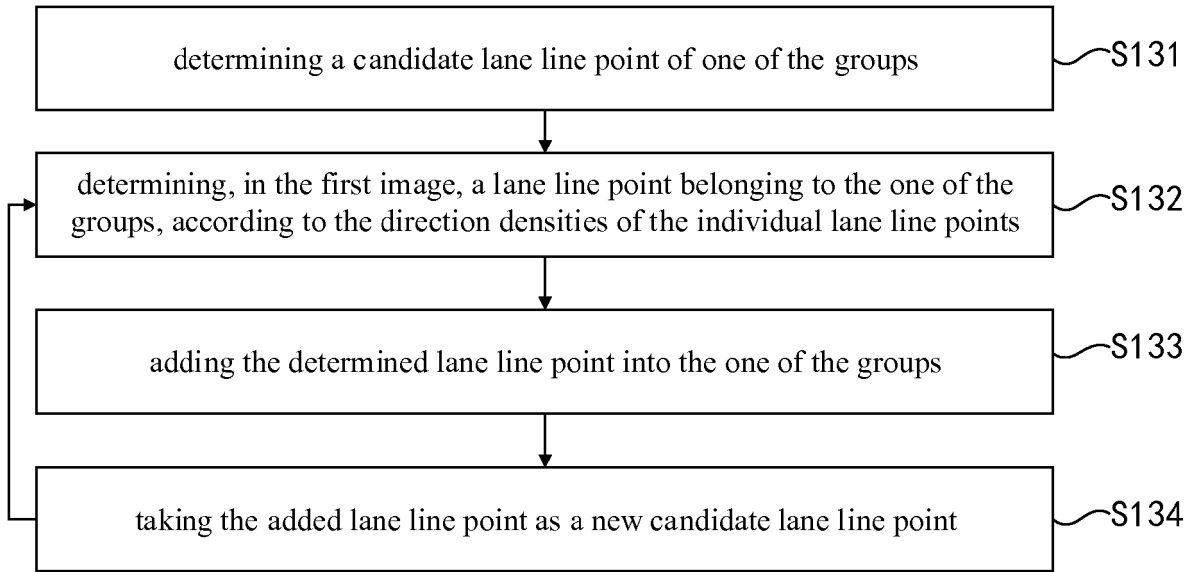 determining a candidate lane line point of one of the groups
S131
determining, in the first image, a lane line point belonging to the one of the
groups, according to the direction densities of the individual lane line points
S132
adding the determined lane line point into the one of the groups
S133
taking the added lane line point as a new candidate lane line point
S134